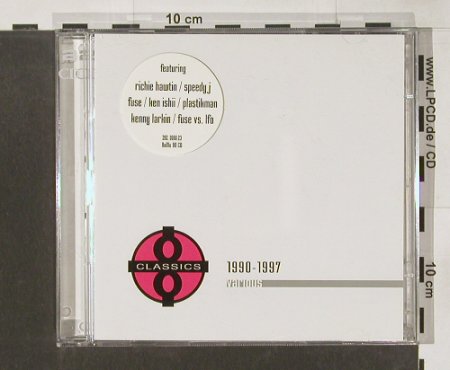 10 cm
featuring
richie hawtin / speedy j
fuse / ken ishii / plastikman
kenny larkin / fuse vs. lfo
CLASSICS
1990-1997
various
www.LPCD.de / CD
10 cm